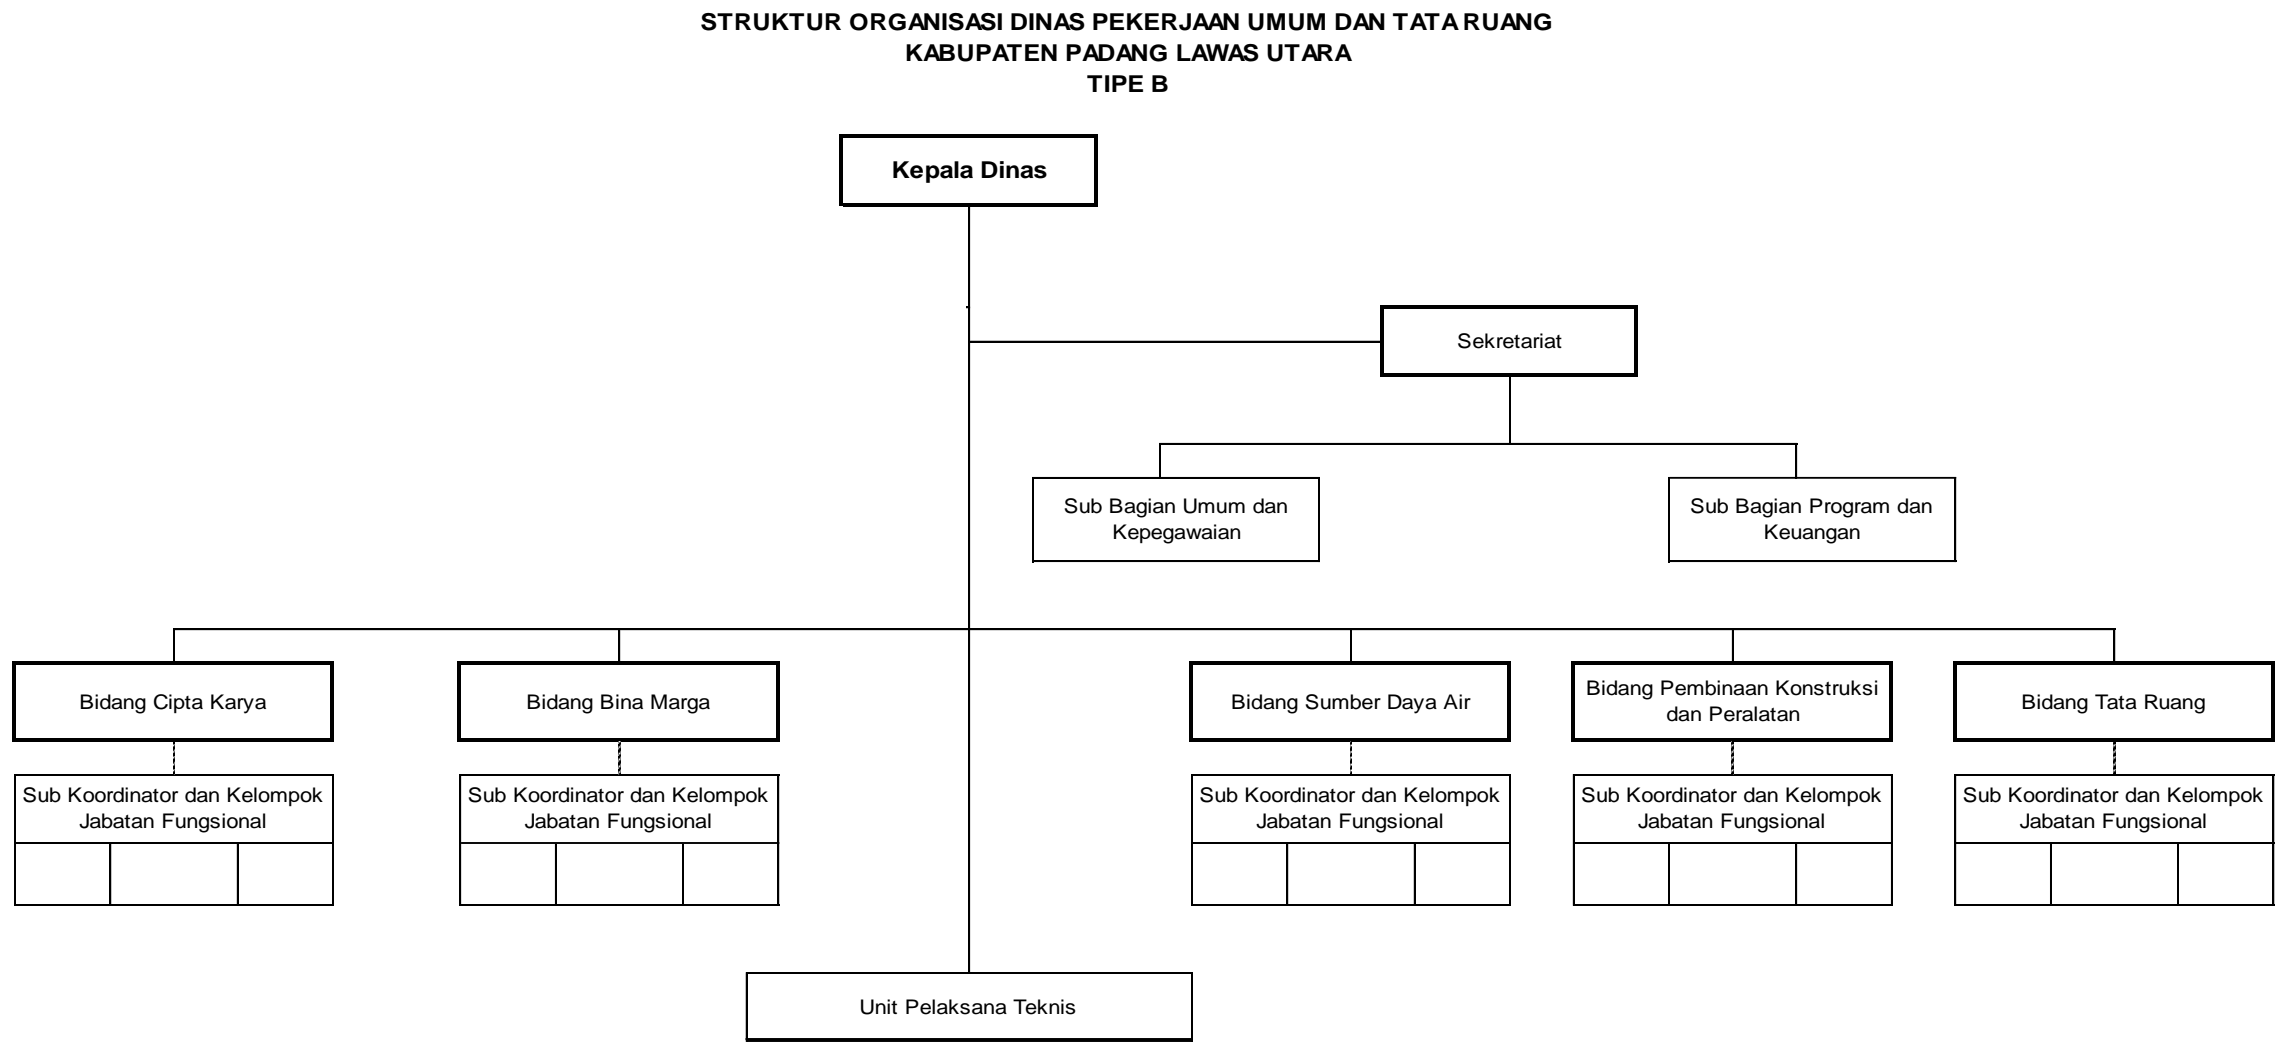 STRUKTUR ORGANISASI DINAS PEKERJAAN UMUM DAN TATA RUANG
KABUPATEN PADANG LAWAS UTARA
TIPE B
Kepala Dinas
Sekretariat
Sub Bagian Umum dan
Kepegawaian
Sub Bagian Program dan
Keuangan
Bidang Cipta Karya
Bidang Bina Marga
Bidang Sumber Daya Air
Bidang Pembinaan Konstruksi
dan Peralatan
Bidang Tata Ruang
Sub Koordinator dan Kelompok
Jabatan Fungsional
Sub Koordinator dan Kelompok
Jabatan Fungsional
Sub Koordinator dan Kelompok
Jabatan Fungsional
Sub Koordinator dan Kelompok
Jabatan Fungsional
Sub Koordinator dan Kelompok
Jabatan Fungsional
Unit Pelaksana Teknis